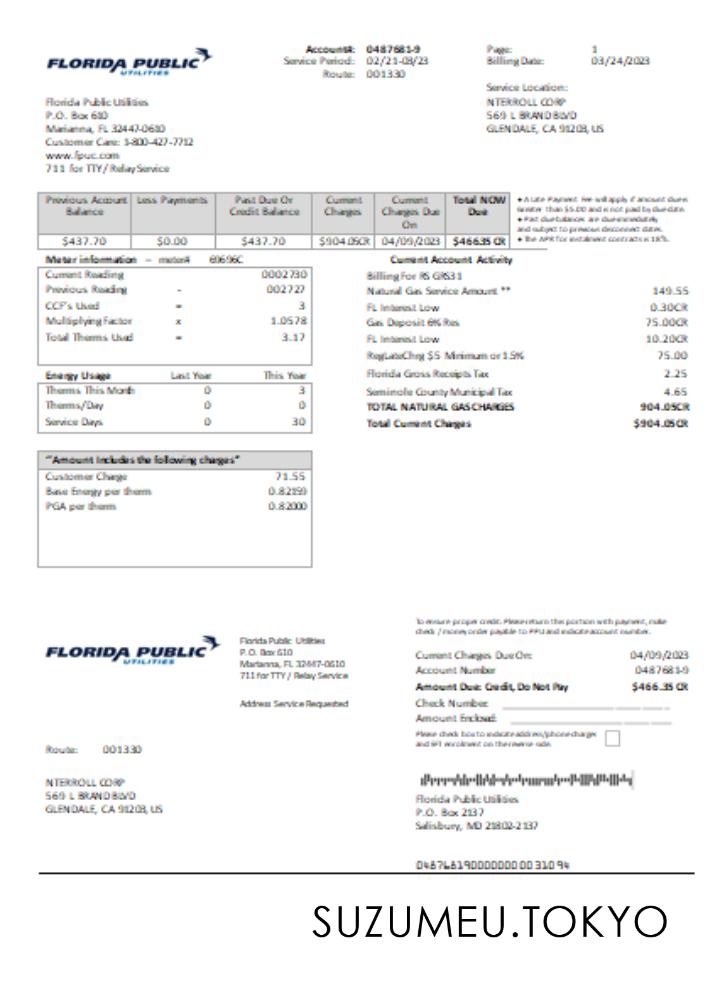 FLORIDA PUBLIC
UTILITIES
Account#: 0487681-9
Service Period: 02/21-03/23
Route: 001330
Page: 1
Billing Date: 03/24/2023
Service Location:
NTERROLL CORP
569 L BRAND BLVD
GLENDALE, CA 91203, US
Florida Public Utilities
P.O. Box 610
Marianna, FL 32447-0610
Customer Care: 1-800-427-7712
www.fpuc.com
711 for TTY/ Relay Service
Previous Account Balance Less Payments Past Due Or Credit Balance Current Charges Current Charges Due On Total NOW Due
$437.70 $0.00 $437.70 $904.05CR 04/09/2023 $466.35 CR
• A Late Payment Fee will apply if amount due is
greater than $5.00 and is not paid by due date.
• Past due balances are due immediately
and subject to previous disconnect dates.
• The APR for instalment contracts is 18%.
Meter information – meter# 69696C
Current Reading 0002730
Previous Reading - 002727
CCF's Used = 3
Multiplying Factor x 1.0578
Total Therms Used = 3.17
Energy Usage Last Year This Year
Therms This Month 0 3
Therms/Day 0 0
Service Days 0 30
"Amount Includes the following charges"
Customer Charge 71.55
Base Energy per therm 0.82159
PGA per therm 0.82000
Current Account Activity
Billing For RS GRS31
Natural Gas Service Amount ** 149.55
FL Interest Low 0.30CR
Gas Deposit 6% Res 75.00CR
FL Interest Low 10.20CR
RegLateChrg $5 Minimum or 1.5% 75.00
Florida Gross Receipts Tax 2.25
Seminole County Municipal Tax 4.65
TOTAL NATURAL GAS CHARGES 904.05CR
Total Current Charges $904.05CR
FLORIDA PUBLIC
UTILITIES
Florida Public Utilities
P.O. Box 610
Marianna, FL 32447-0610
711 for TTY / Relay Service
Address Service Requested
Route: 001330
NTERROLL CORP
569 L BRAND BLVD
GLENDALE, CA 91203, US
To ensure proper credit. Please return this portion with payment, make
check / money order payable to FPU and indicate account number.
Current Charges Due On: 04/09/2023
Account Number 0487681-9
Amount Due: Credit, Do Not Pay $466.35 CR
Check Number:
Amount Enclosed:
Please check box to indicate address/phone changes
and EFT enrolment on the reverse side.
Florida Public Utilities
P.O. Box 2137
Salisbury, MD 21802-2137
04876819000000000031094
SUZUMEU.TOKYO